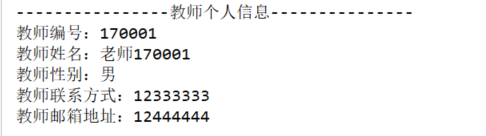 ---------------教师个人信息---------------
教师编号：170001
教师姓名：老师170001
教师性别：男
教师联系方式：12333333
教师邮箱地址：12444444